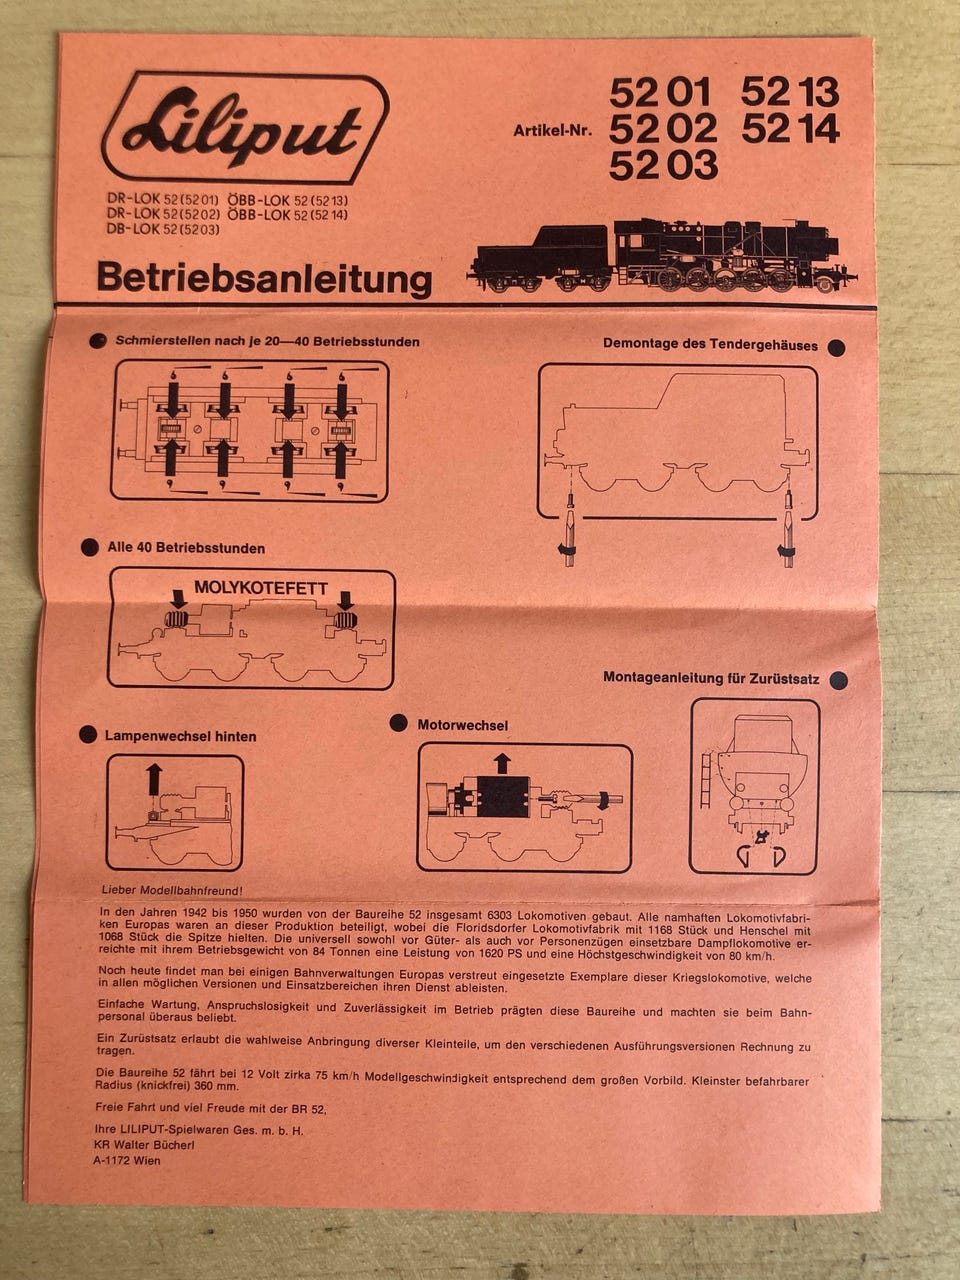 Liliput
Artikel-Nr.
52 01 52 13
52 02 52 14
52 03
DR-LOK 52 (52 01) ÖBB-LOK 52 (52 13)
DR-LOK 52 (52 02) ÖBB-LOK 52 (52 14)
DB-LOK 52 (52 03)
Betriebsanleitung
Schmierstellen nach je 20—40 Betriebsstunden
Demontage des Tendergehäuses
Alle 40 Betriebsstunden
MOLYKOTEFETT
Montageanleitung für Zurüstsatz
Lampenwechsel hinten
Motorwechsel
Lieber Modellbahnfreund!
In den Jahren 1942 bis 1950 wurden von der Baureihe 52 insgesamt 6303 Lokomotiven gebaut. Alle namhaften Lokomotivfabri-
ken Europas waren an dieser Produktion beteiligt, wobei die Floridsdorfer Lokomotivfabrik mit 1168 Stück und Henschel mit
1068 Stück die Spitze hielten. Die universell sowohl vor Güter- als auch vor Personenzügen einsetzbare Dampflokomotive er-
reichte mit ihrem Betriebsgewicht von 84 Tonnen eine Leistung von 1620 PS und eine Höchstgeschwindigkeit von 80 km/h.
Noch heute findet man bei einigen Bahnverwaltungen Europas verstreut eingesetzte Exemplare dieser Kriegslokomotive, welche
in allen möglichen Versionen und Einsatzbereichen ihren Dienst ableisten.
Einfache Wartung, Anspruchslosigkeit und Zuverlässigkeit im Betrieb prägten diese Baureihe und machten sie beim Bahn-
personal überaus beliebt.
Ein Zurüstsatz erlaubt die wahlweise Anbringung diverser Kleinteile, um den verschiedenen Ausführungsversionen Rechnung zu
tragen.
Die Baureihe 52 fährt bei 12 Volt zirka 75 km/h Modellgeschwindigkeit entsprechend dem großen Vorbild. Kleinster befahrbarer
Radius (knickfrei) 360 mm.
Freie Fahrt und viel Freude mit der BR 52,
Ihre LILIPUT-Spielwaren Ges. m. b. H.
KR Walter Bücherl
A-1172 Wien